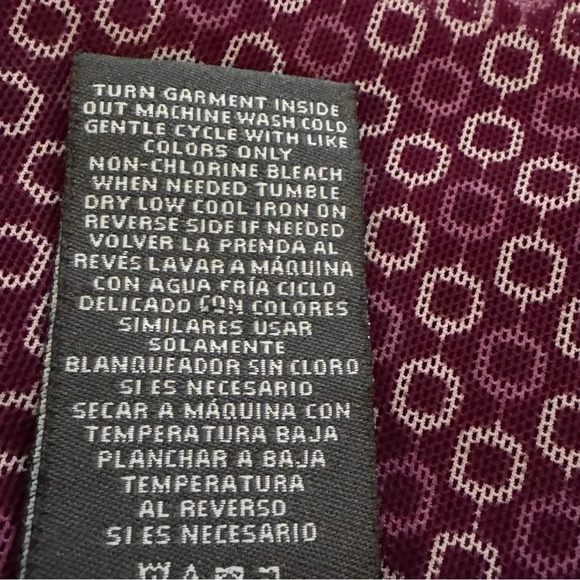 TURN GARMENT INSIDE
OUT MACHINE WASH COLD
GENTLE CYCLE WITH LIKE
COLORS ONLY
NON-CHLORINE BLEACH
WHEN NEEDED TUMBLE
DRY LOW COOL IRON ON
REVERSE SIDE IF NEEDED
VOLVER LA PRENDA AL
REVÉS LAVAR A MÁQUINA
CON AGUA FRÍA CICLO
DELICADO CON COLORES
SIMILARES USAR
SOLAMENTE
BLANQUEADOR SIN CLORO
SI ES NECESARIO
SECAR A MÁQUINA CON
TEMPERATURA BAJA
PLANCHAR A BAJA
TEMPERATURA
AL REVERSO
SI ES NECESARIO